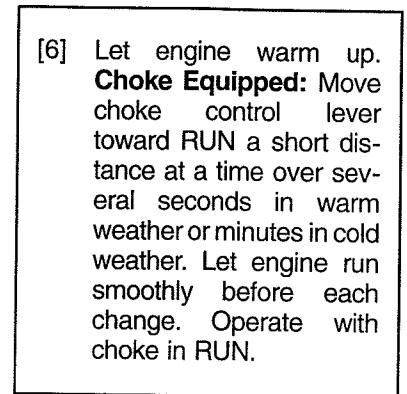 [6] Let engine warm up.
Choke Equipped: Move
choke control lever
toward RUN a short dis-
tance at a time over sev-
eral seconds in warm
weather or minutes in cold
weather. Let engine run
smoothly before each
change. Operate with
choke in RUN.